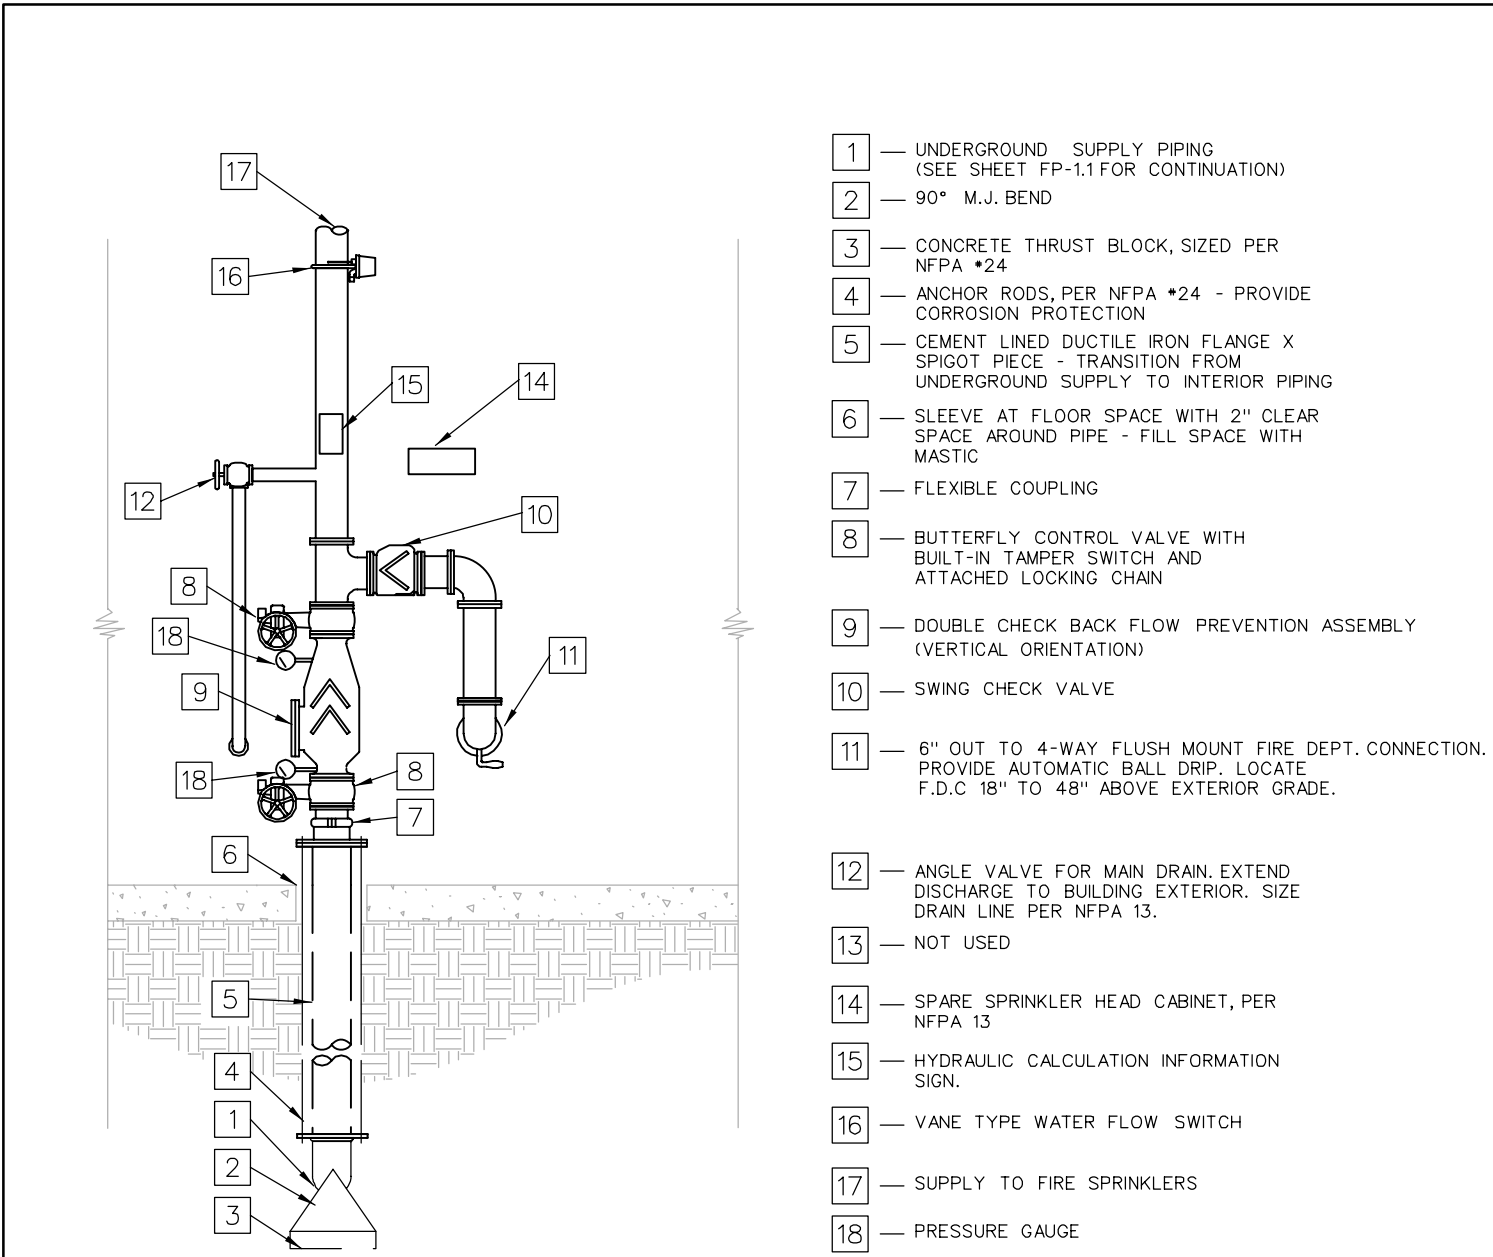 17
16
15
14
12
10
8
18
11
9
18
8
7
6
5
4
1
2
3
1 — UNDERGROUND SUPPLY PIPING
(SEE SHEET FP-1.1 FOR CONTINUATION)
2 — 90° M.J. BEND
3 — CONCRETE THRUST BLOCK, SIZED PER
NFPA #24
4 — ANCHOR RODS, PER NFPA #24 - PROVIDE
CORROSION PROTECTION
5 — CEMENT LINED DUCTILE IRON FLANGE X
SPIGOT PIECE - TRANSITION FROM
UNDERGROUND SUPPLY TO INTERIOR PIPING
6 — SLEEVE AT FLOOR SPACE WITH 2" CLEAR
SPACE AROUND PIPE - FILL SPACE WITH
MASTIC
7 — FLEXIBLE COUPLING
8 — BUTTERFLY CONTROL VALVE WITH
BUILT-IN TAMPER SWITCH AND
ATTACHED LOCKING CHAIN
9 — DOUBLE CHECK BACK FLOW PREVENTION ASSEMBLY
(VERTICAL ORIENTATION)
10 — SWING CHECK VALVE
11 — 6" OUT TO 4-WAY FLUSH MOUNT FIRE DEPT. CONNECTION.
PROVIDE AUTOMATIC BALL DRIP. LOCATE
F.D.C 18" TO 48" ABOVE EXTERIOR GRADE.
12 — ANGLE VALVE FOR MAIN DRAIN. EXTEND
DISCHARGE TO BUILDING EXTERIOR. SIZE
DRAIN LINE PER NFPA 13.
13 — NOT USED
14 — SPARE SPRINKLER HEAD CABINET, PER
NFPA 13
15 — HYDRAULIC CALCULATION INFORMATION
SIGN.
16 — VANE TYPE WATER FLOW SWITCH
17 — SUPPLY TO FIRE SPRINKLERS
18 — PRESSURE GAUGE